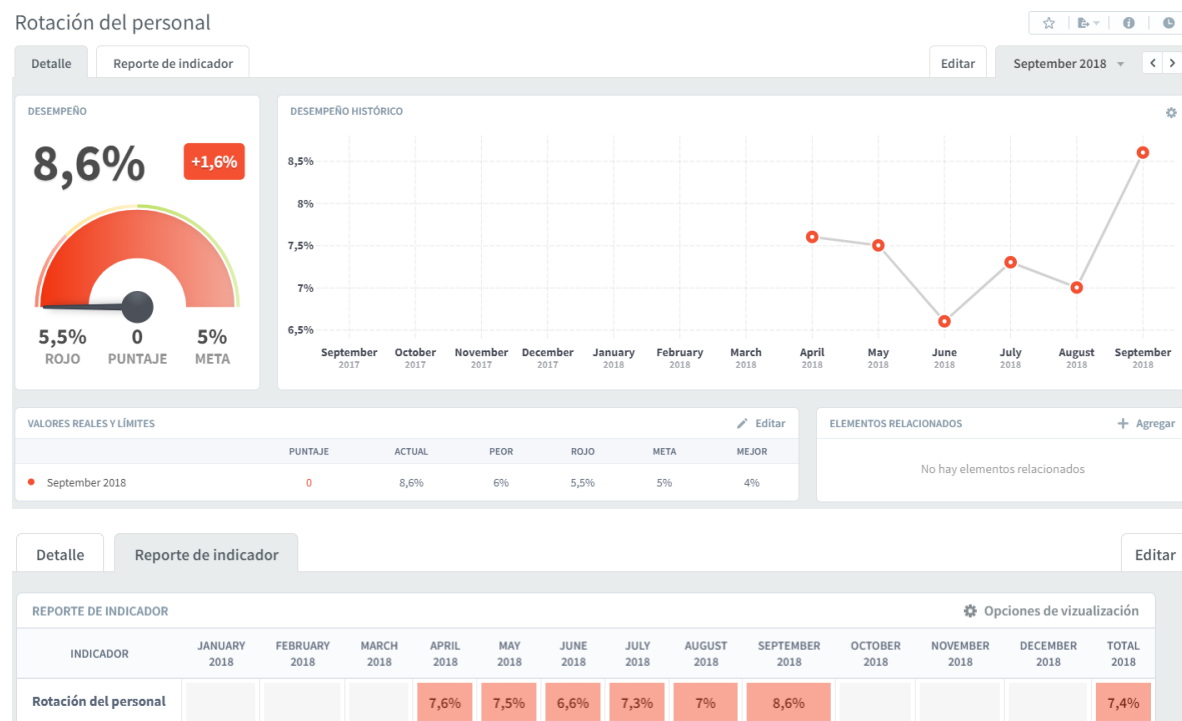 Rotación del personal
Detalle
Reporte de indicador
Editar
September 2018
DESEMPEÑO
8,6%
+1,6%
5,5%
ROJO
0
PUNTAJE
5%
META
DESEMPEÑO HISTÓRICO
8,5%
8%
7,5%
7%
6,5%
September October November December January February March April May June July August September
2017 2017 2017 2017 2018 2018 2018 2018 2018 2018 2018 2018 2018
VALORES REALES Y LÍMITES
Editar
PUNTAJE ACTUAL PEOR ROJO META MEJOR
September 2018 0 8,6% 6% 5,5% 5% 4%
ELEMENTOS RELACIONADOS
Agregar
No hay elementos relacionados
Detalle
Reporte de indicador
Editar
REPORTE DE INDICADOR
Opciones de vizualización
INDICADOR
JANUARY FEBRUARY MARCH APRIL MAY JUNE JULY AUGUST SEPTEMBER OCTOBER NOVEMBER DECEMBER TOTAL
2018 2018 2018 2018 2018 2018 2018 2018 2018 2018 2018 2018 2018
Rotación del personal 7,6% 7,5% 6,6% 7,3% 7% 8,6% 7,4%